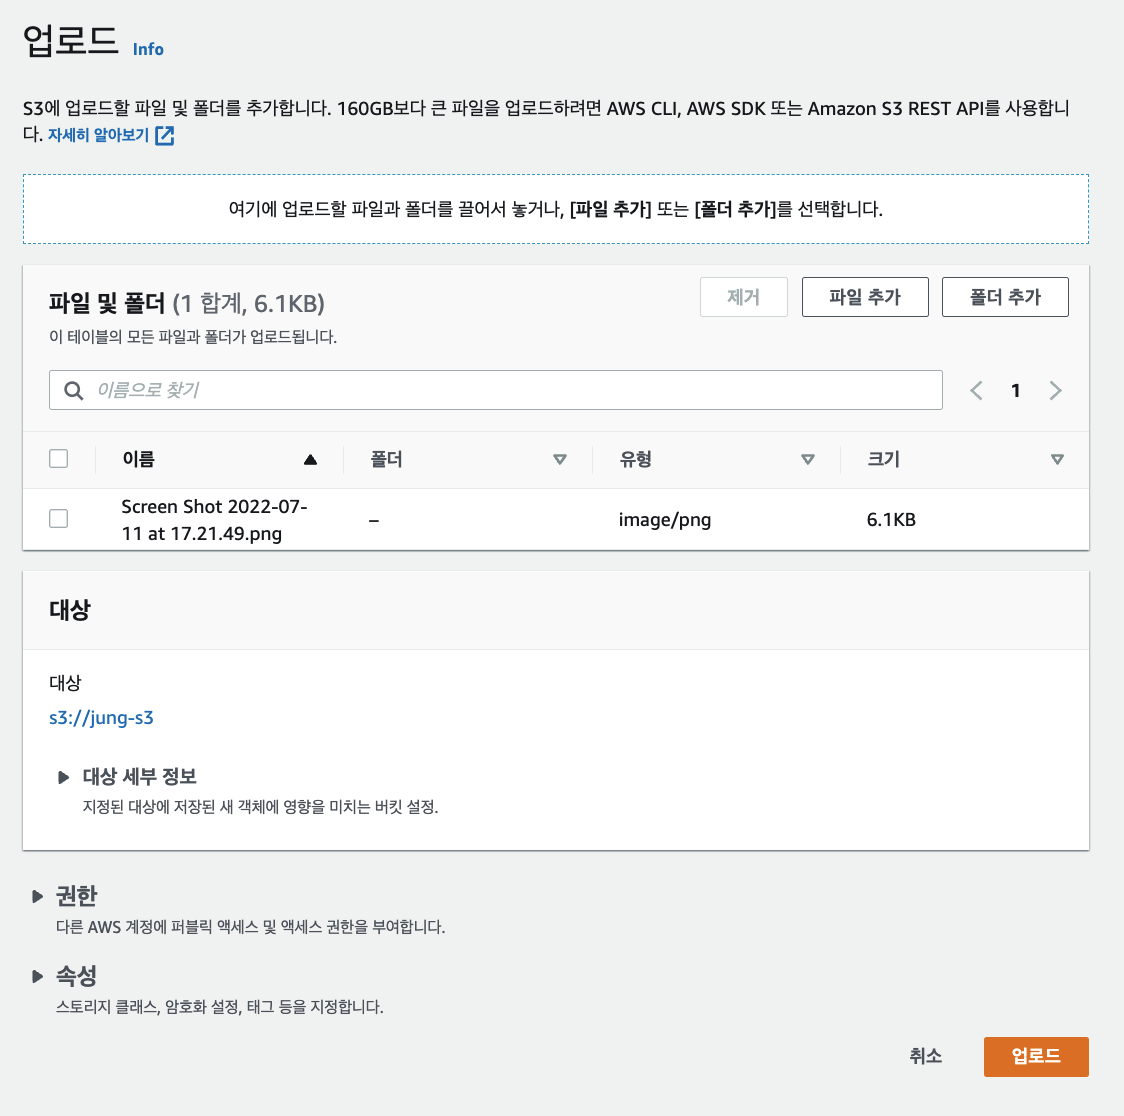 업로드 Info
S3에 업로드할 파일 및 폴더를 추가합니다. 160GB보다 큰 파일을 업로드하려면 AWS CLI, AWS SDK 또는 Amazon S3 REST API를 사용합니
다. 자세히 알아보기
여기에 업로드할 파일과 폴더를 끌어서 놓거나, [파일 추가] 또는 [폴더 추가]를 선택합니다.
파일 및 폴더 (1 합계, 6.1KB)
제거 파일 추가 폴더 추가
이 테이블의 모든 파일과 폴더가 업로드됩니다.
이름으로 찾기 1
이름 폴더 유형 크기
Screen Shot 2022-07-
11 at 17.21.49.png – image/png 6.1KB
대상
대상
s3://jung-s3
대상 세부 정보
지정된 대상에 저장된 새 객체에 영향을 미치는 버킷 설정.
권한
다른 AWS 계정에 퍼블릭 액세스 및 액세스 권한을 부여합니다.
속성
스토리지 클래스, 암호화 설정, 태그 등을 지정합니다.
취소 업로드